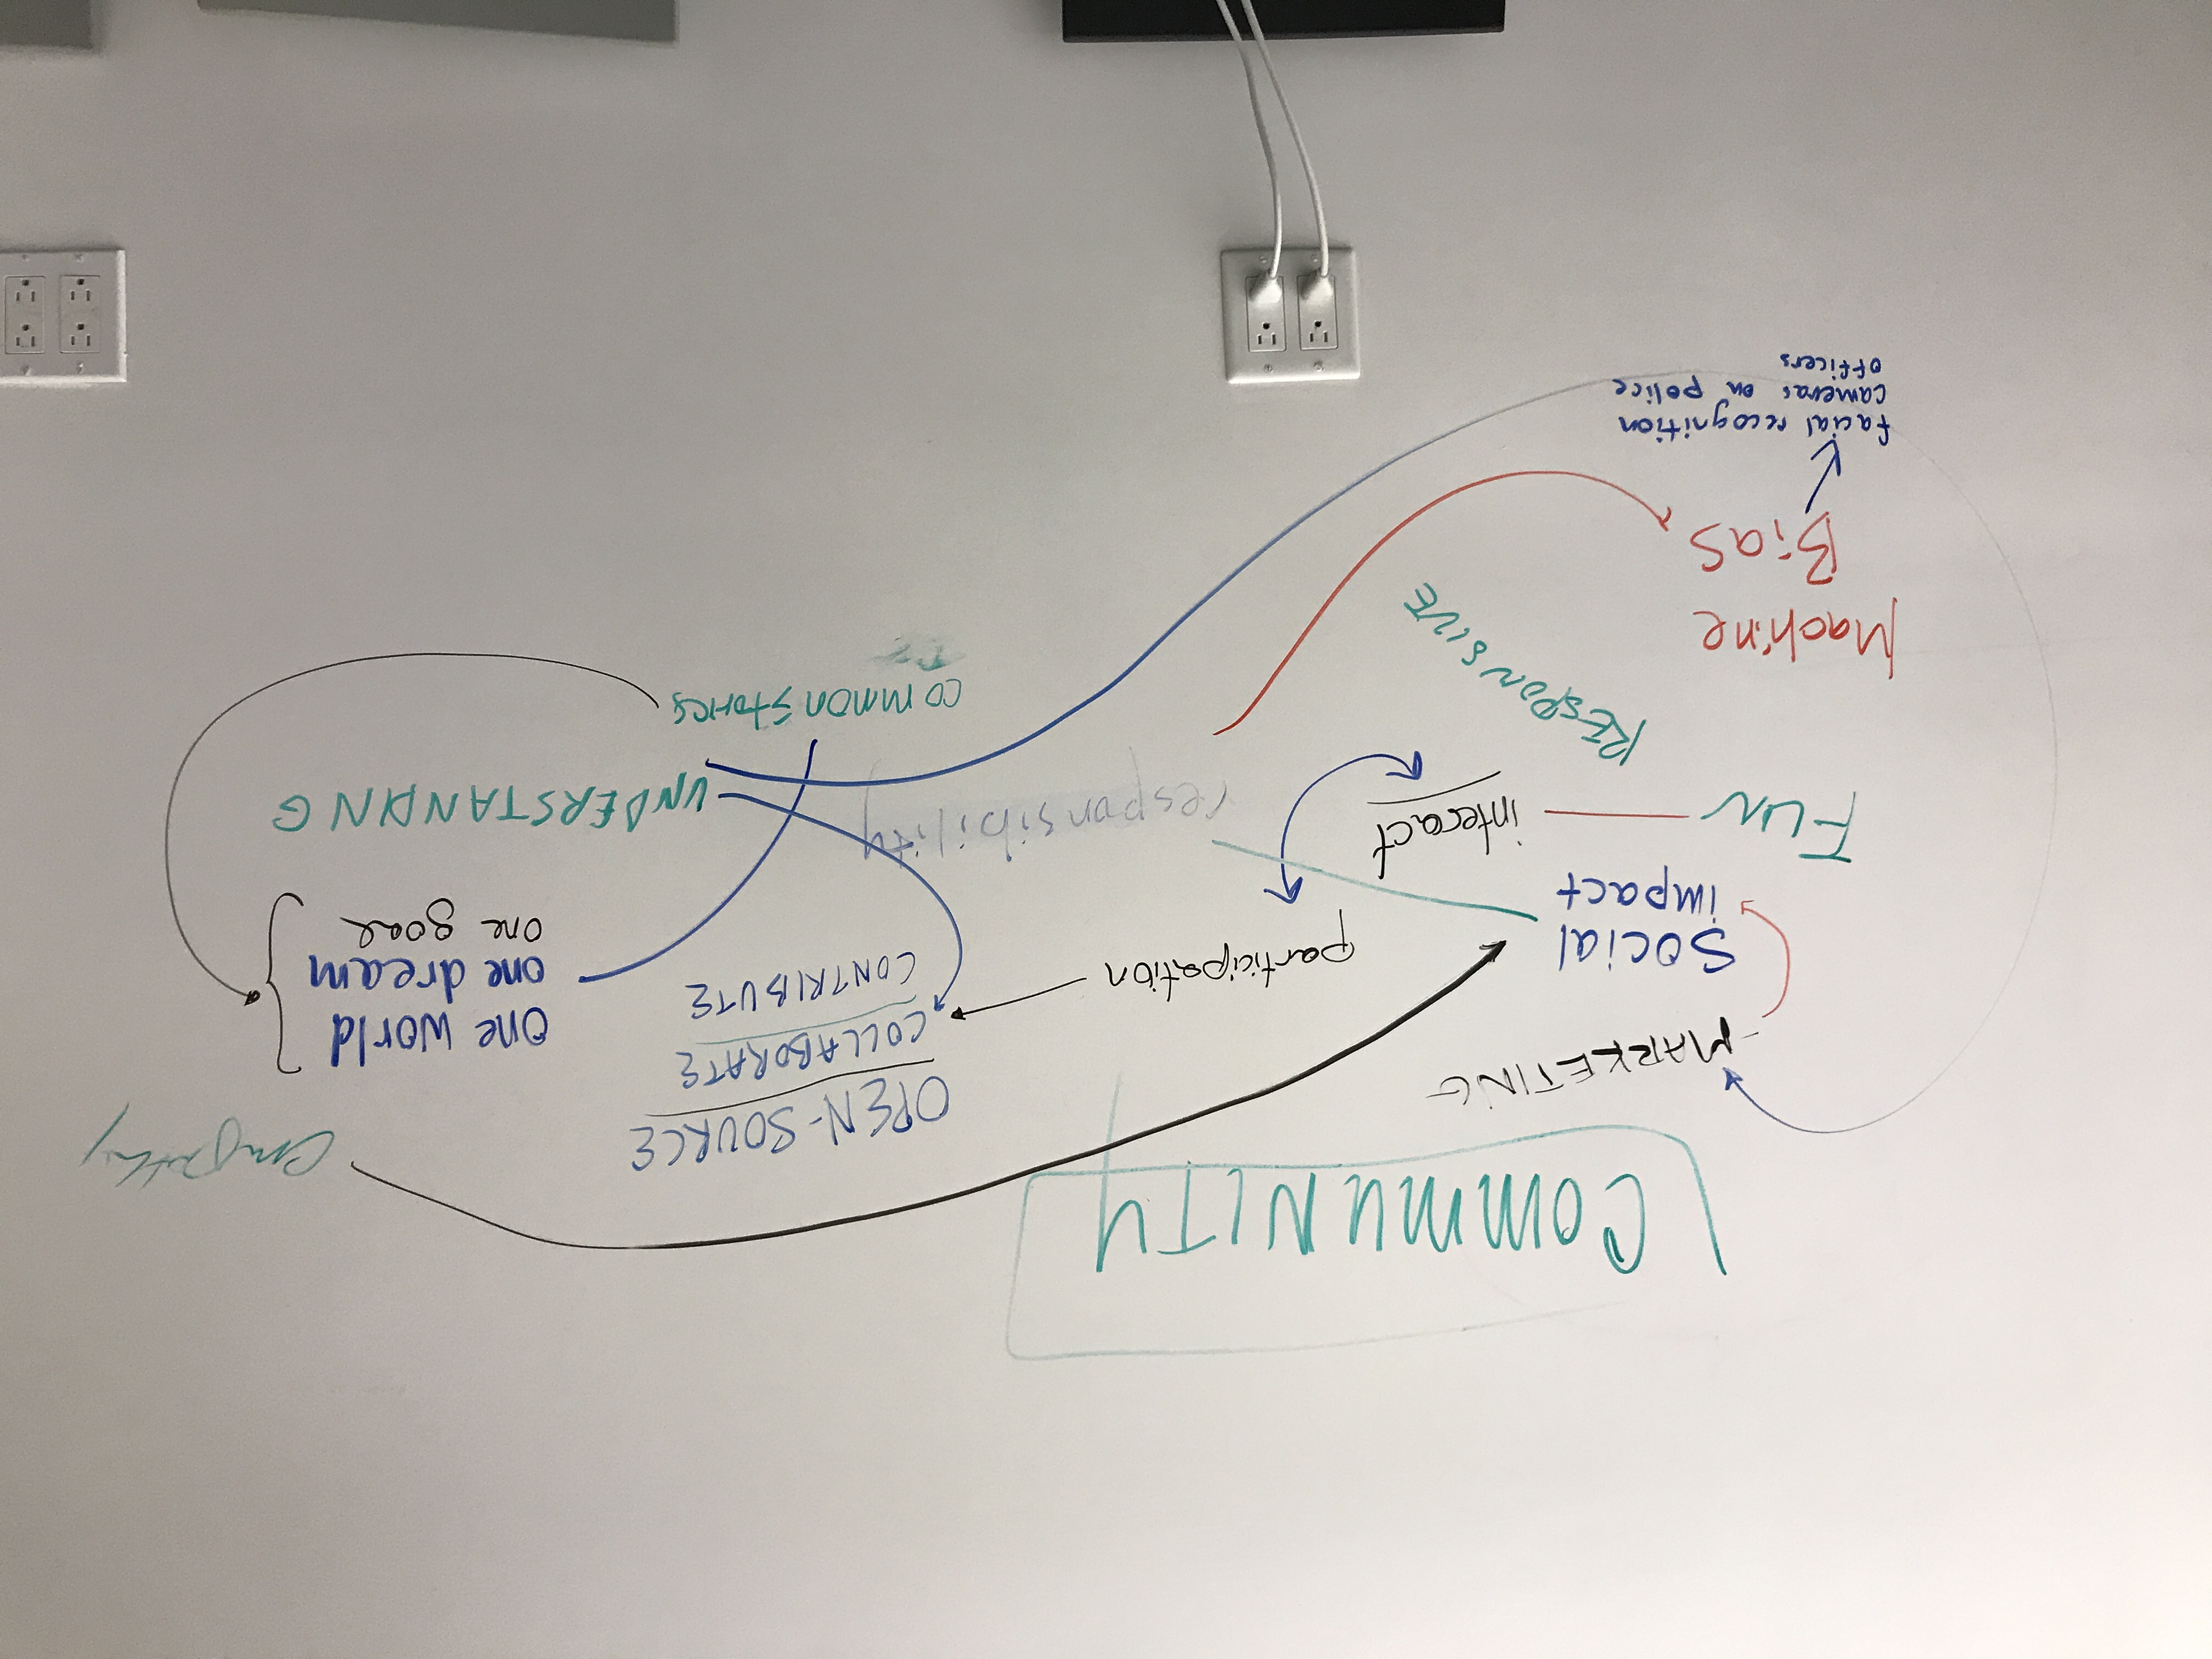 COMMUNITY
empathy
OPEN-SOURCE
-MARKETING
COLLABORATE
CONTRIBUTE
one world
one dream
one goal
participation
Social
impact
FUN
interact
responsibility
UNDERSTANDING
RESPONSIVE
common stories
Machine
Bias
facial recognition
cameras on police
officers